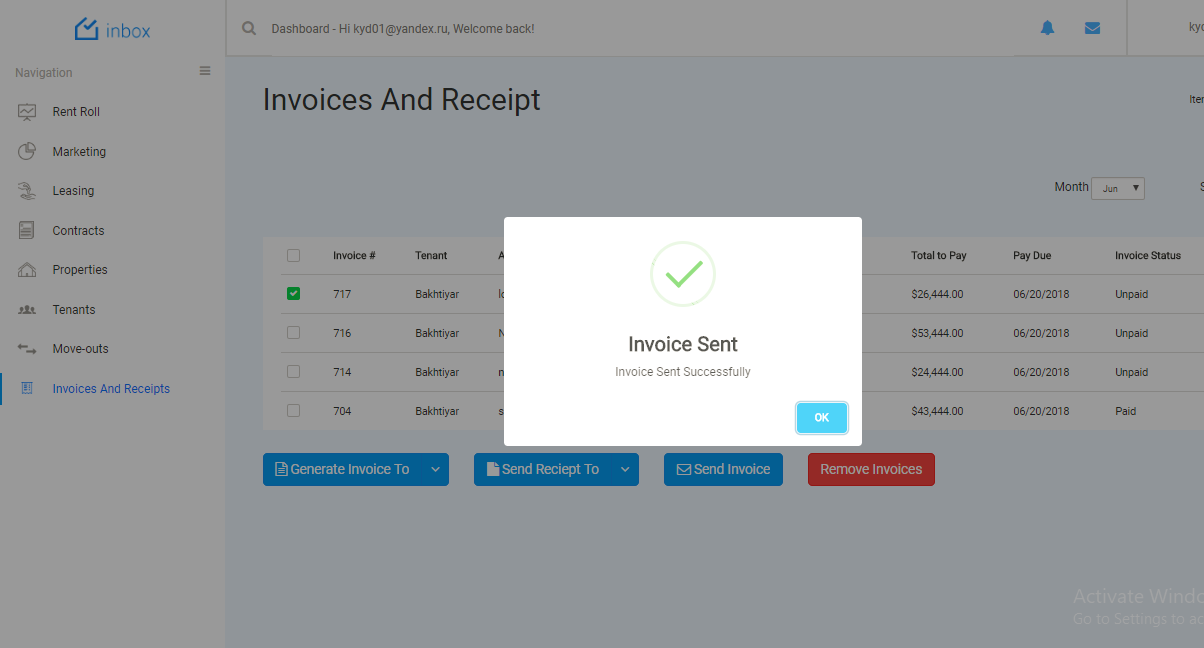 inbox
Dashboard - Hi kyd01@yandex.ru, Welcome back!
kyd
Navigation
Rent Roll
Marketing
Leasing
Contracts
Properties
Tenants
Move-outs
Invoices And Receipts
Invoices And Receipt
Month Jun
Invoice # Tenant Total to Pay Pay Due Invoice Status
717 Bakhtiyar $26,444.00 06/20/2018 Unpaid
716 Bakhtiyar $53,444.00 06/20/2018 Unpaid
714 Bakhtiyar $24,444.00 06/20/2018 Unpaid
704 Bakhtiyar $43,444.00 06/20/2018 Paid
Invoice Sent
Invoice Sent Successfully
OK
Generate Invoice To Send Reciept To Send Invoice Remove Invoices
Activate Windo
Go to Settings to ac